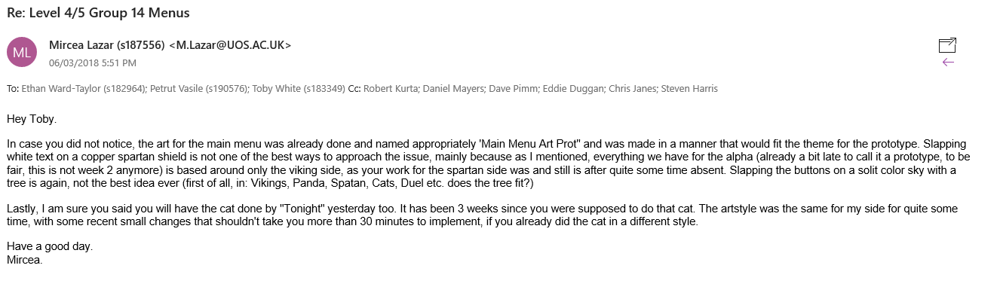 Re: Level 4/5 Group 14 Menus
ML
Mircea Lazar (s187556) <M.Lazar@UOS.AC.UK>
06/03/2018 5:51 PM
To: Ethan Ward-Taylor (s182964); Petrut Vasile (s190576); Toby White (s183349) Cc: Robert Kurta; Daniel Mayers; Dave Pimm; Eddie Duggan; Chris Janes; Steven Harris
Hey Toby.
In case you did not notice, the art for the main menu was already done and named appropriately 'Main Menu Art Prot" and was made in a manner that would fit the theme for the prototype. Slapping
white text on a copper spartan shield is not one of the best ways to approach the issue, mainly because as I mentioned, everything we have for the alpha (already a bit late to call it a prototype, to be
fair, this is not week 2 anymore) is based around only the viking side, as your work for the spartan side was and still is after quite some time absent. Slapping the buttons on a solit color sky with a
tree is again, not the best idea ever (first of all, in: Vikings, Panda, Spatan, Cats, Duel etc. does the tree fit?)
Lastly, I am sure you said you will have the cat done by "Tonight" yesterday too. It has been 3 weeks since you were supposed to do that cat. The artstyle was the same for my side for quite some
time, with some recent small changes that shouldn't take you more than 30 minutes to implement, if you already did the cat in a different style.
Have a good day.
Mircea.